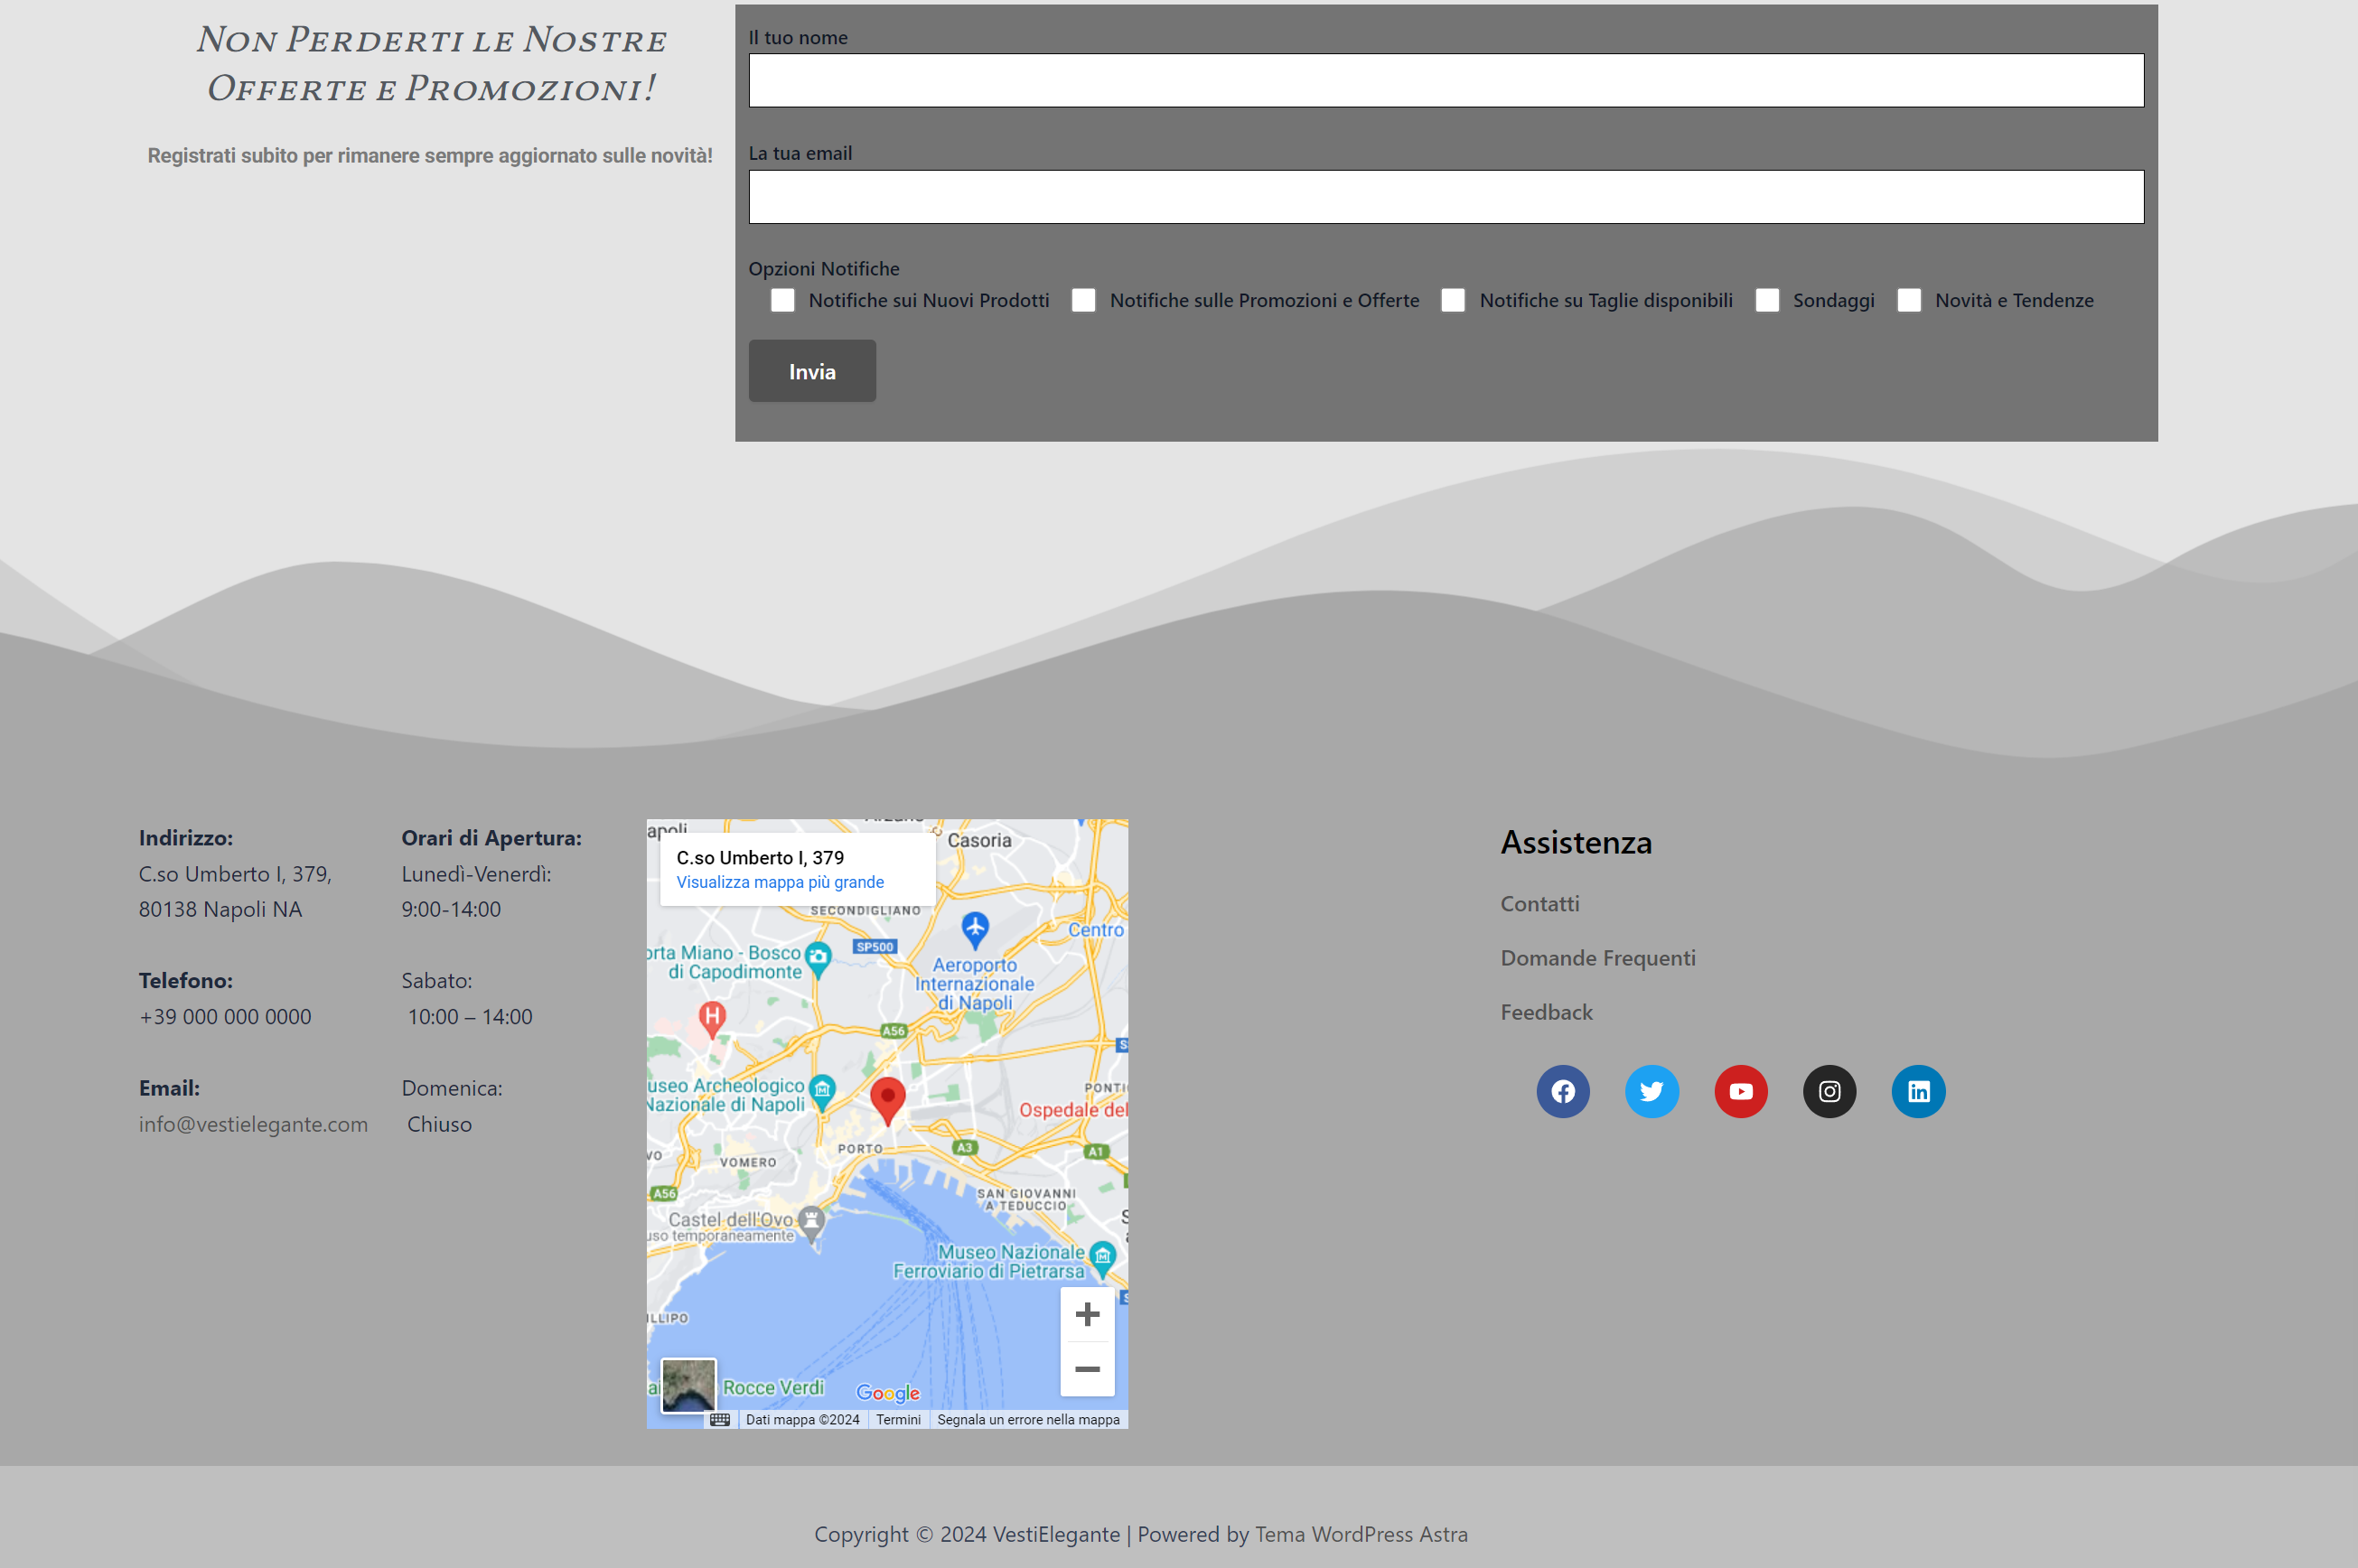 Non Perderti le Nostre
Offerte e Promozioni!
Registrati subito per rimanere sempre aggiornato sulle novità!
Il tuo nome
La tua email
Opzioni Notifiche
Notifiche sui Nuovi Prodotti Notifiche sulle Promozioni e Offerte Notifiche su Taglie disponibili Sondaggi Novità e Tendenze
Invia
Indirizzo:
C.so Umberto I, 379,
80138 Napoli NA
Telefono:
+39 000 000 0000
Email:
info@vestielegante.com
Orari di Apertura:
Lunedì-Venerdì:
9:00-14:00
Sabato:
10:00 – 14:00
Domenica:
Chiuso
apoli
Casoria
C.so Umberto I, 379
Visualizza mappa più grande
SECONDIGLIANO
Centro
SP500
orta Miano - Bosco
di Capodimonte
Aeroporto
Internazionale
di Napoli
H
A56
useo Archeologico
Nazionale di Napoli
PONTI
Ospedale del
PORTO
A3
A1
VO
VOMERO
A56
SAN GIOVANNI
A TEDUCCIO
Castel dell'Ovo
uso temporaneamente
Museo Nazionale
Ferroviario di Pietrarsa
ILLIPO
Rocce Verdi
Google
Dati mappa ©2024 Termini Segnala un errore nella mappa
Assistenza
Contatti
Domande Frequenti
Feedback
Copyright © 2024 VestiElegante | Powered by Tema WordPress Astra